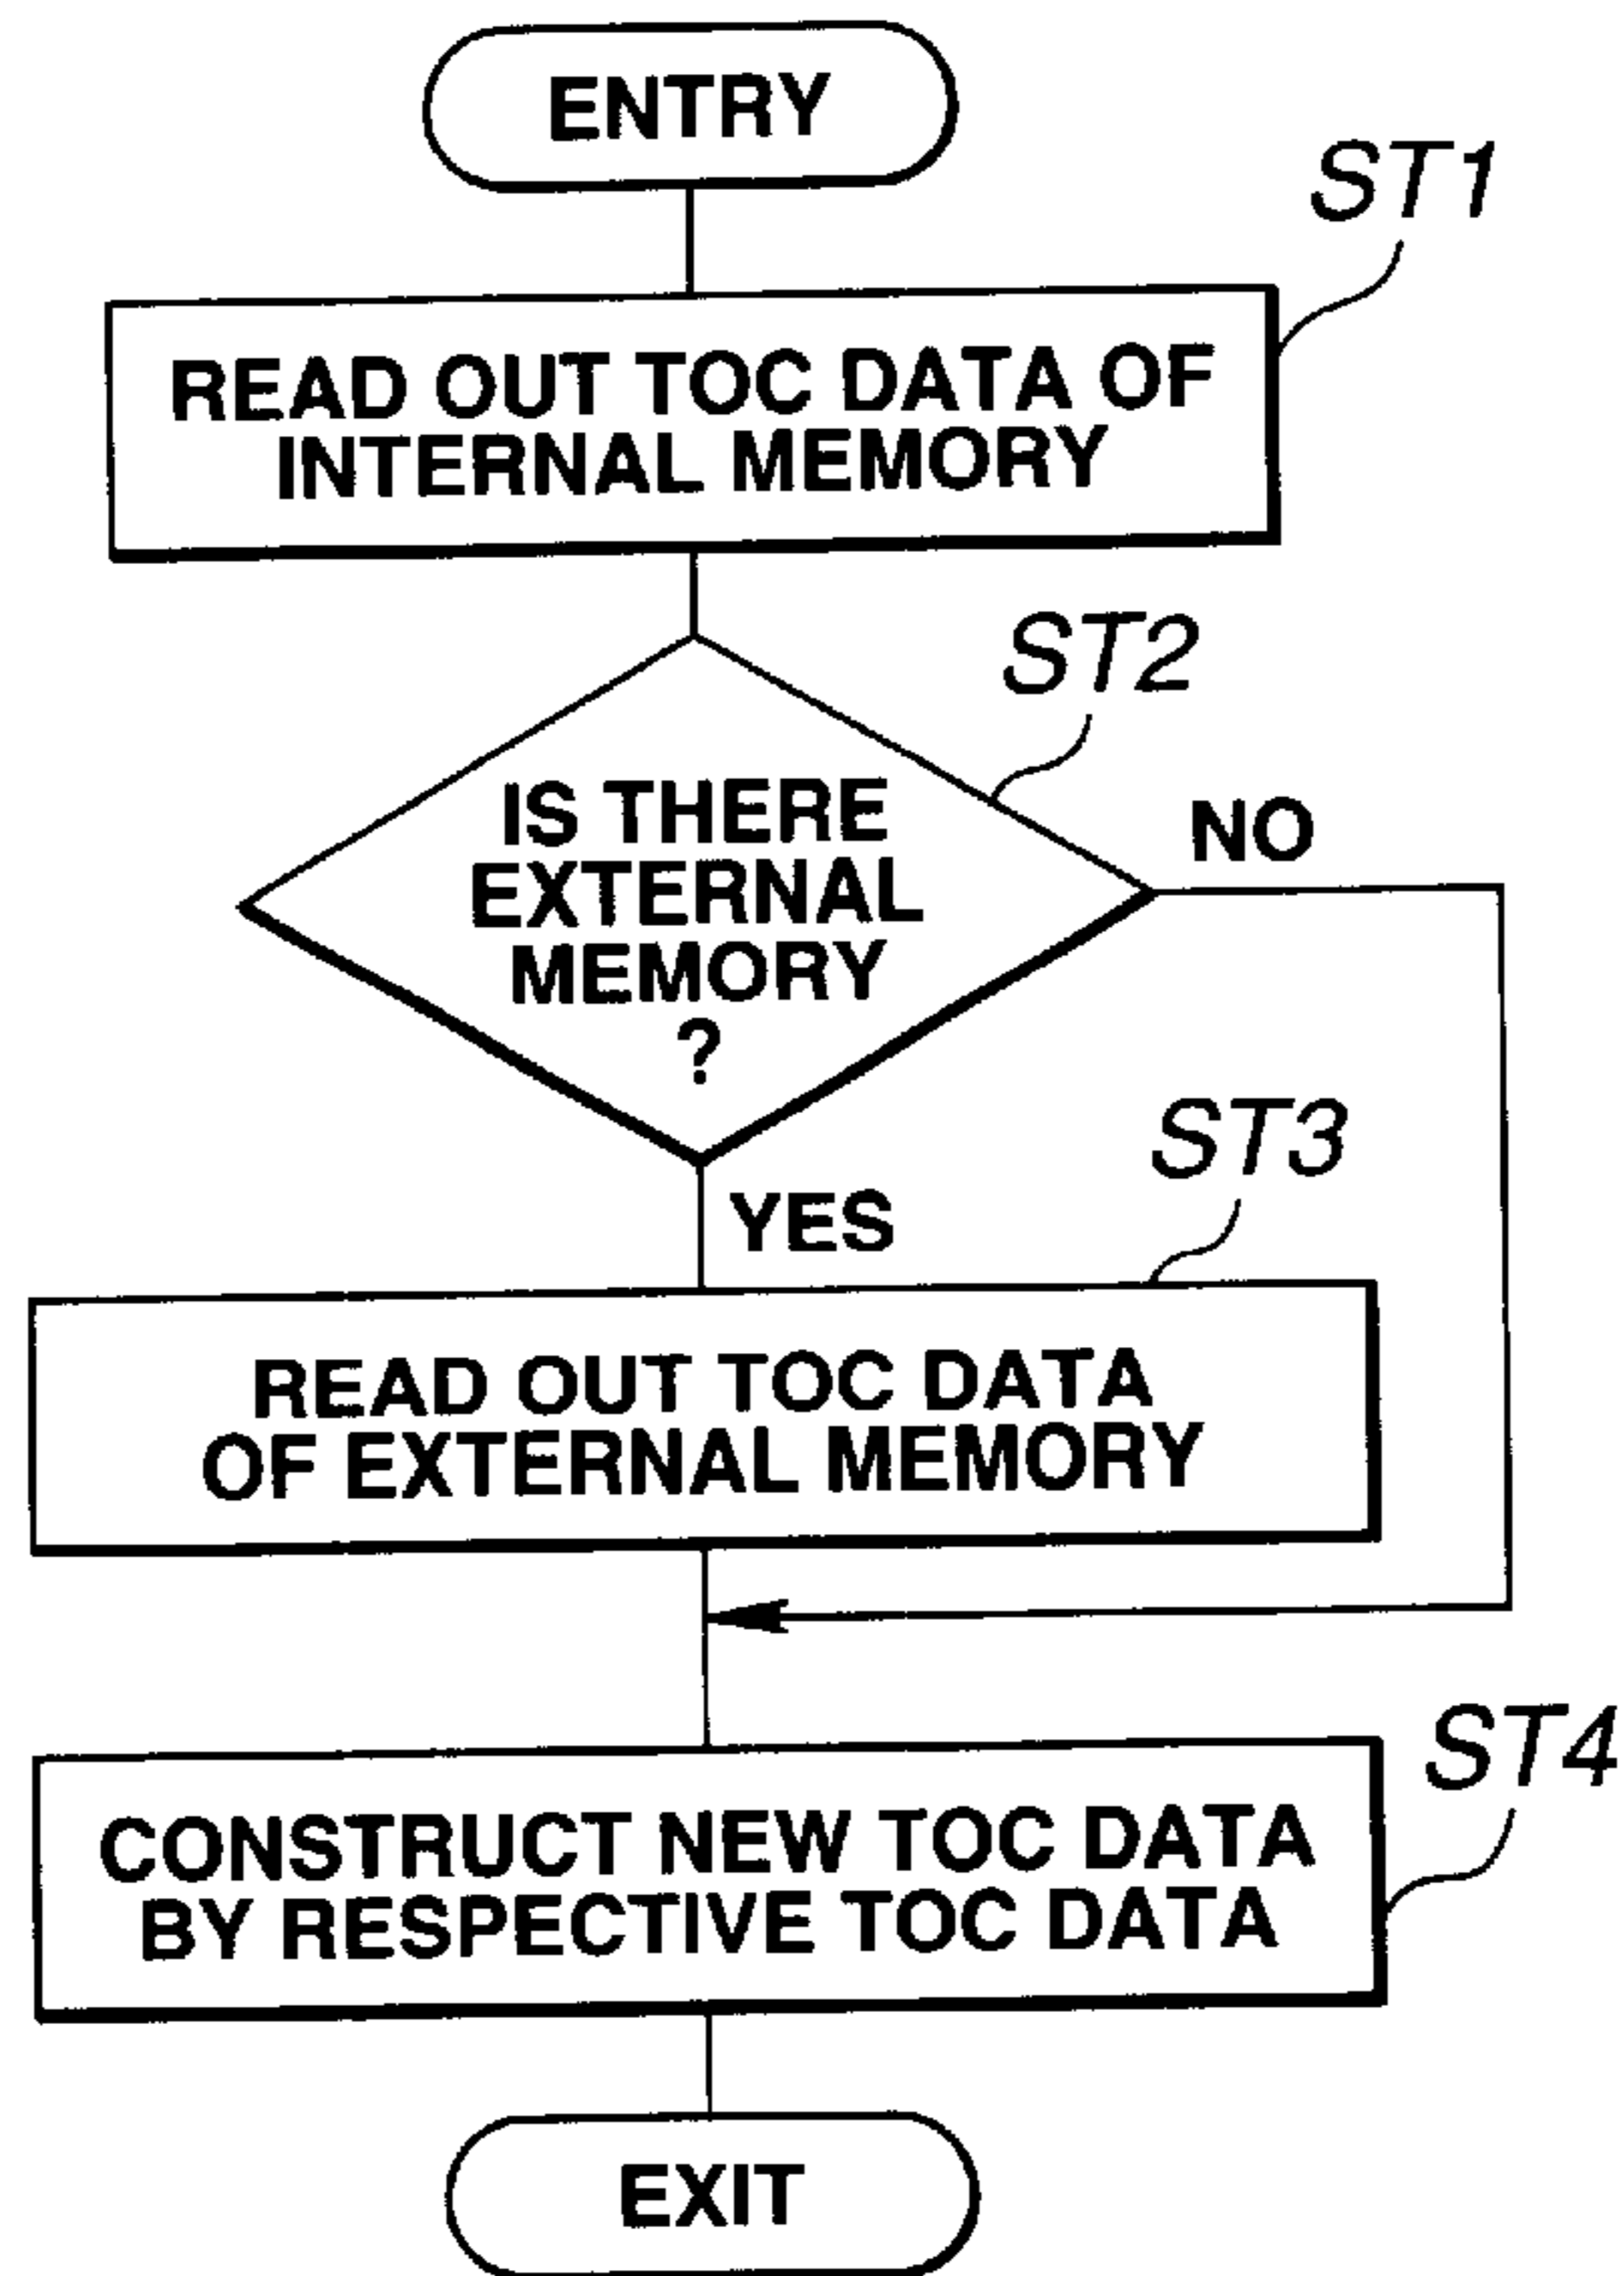 ENTRY
ST1
READ OUT TOC DATA OF
INTERNAL MEMORY
ST2
IS THERE
EXTERNAL
MEMORY
?
NO
YES
ST3
READ OUT TOC DATA
OF EXTERNAL MEMORY
ST4
CONSTRUCT NEW TOC DATA
BY RESPECTIVE TOC DATA
EXIT